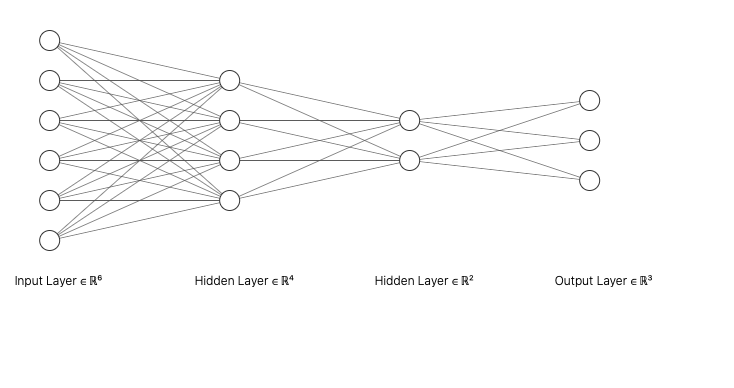 Input Layer ∈ ℝ⁶
Hidden Layer ∈ ℝ⁴
Hidden Layer ∈ ℝ²
Output Layer ∈ ℝ³